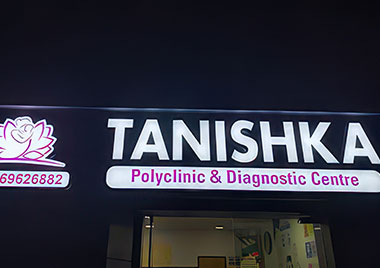 TANISHKA
Polyclinic & Diagnostic Centre
69626882